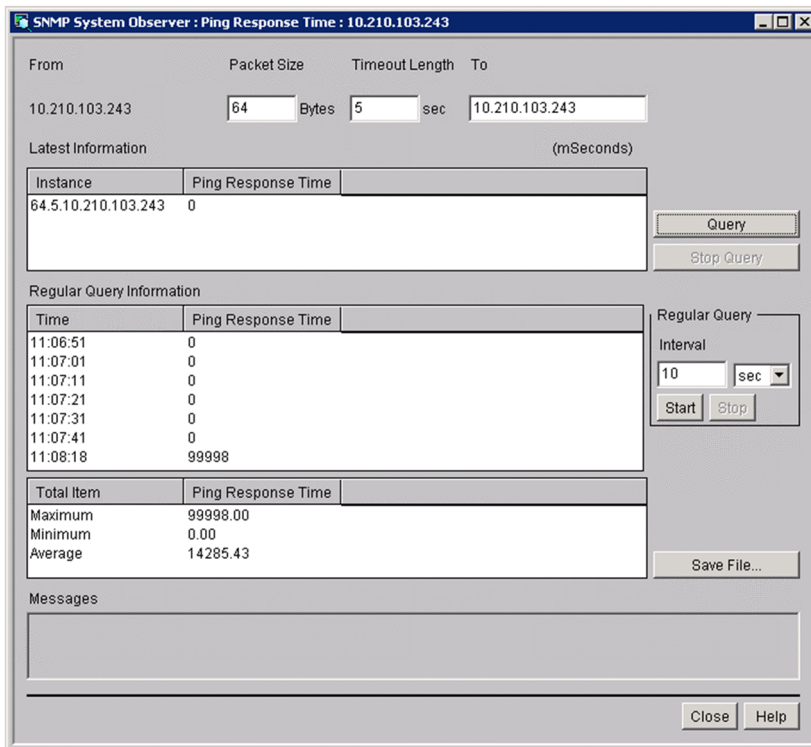 SNMP System Observer : Ping Response Time : 10.210.103.243
From Packet Size Timeout Length To
10.210.103.243 64 Bytes 5 sec 10.210.103.243
Latest Information (mSeconds)
Instance Ping Response Time
64.5.10.210.103.243 0
Query
Stop Query
Regular Query Information
Time Ping Response Time
11:06:51 0
11:07:01 0
11:07:11 0
11:07:21 0
11:07:31 0
11:07:41 0
11:08:18 99998
Regular Query
Interval
10 sec
Start Stop
Total Item Ping Response Time
Maximum 99998.00
Minimum 0.00
Average 14285.43
Save File...
Messages
Close Help